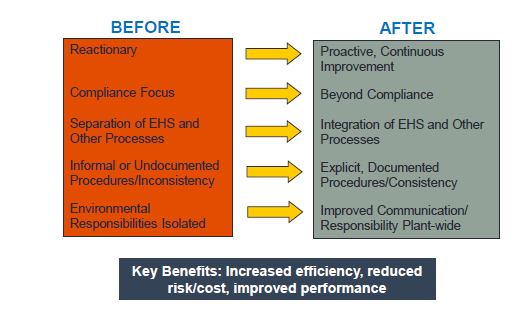 BEFORE
AFTER
Reactionary
Proactive, Continuous
Improvement
Compliance Focus
Beyond Compliance
Separation of EHS and
Other Processes
Integration of EHS and Other
Processes
Informal or Undocumented
Procedures/Inconsistency
Explicit, Documented
Procedures/Consistency
Environmental
Responsibilities Isolated
Improved Communication/
Responsibility Plant-wide
Key Benefits: Increased efficiency, reduced
risk/cost, improved performance